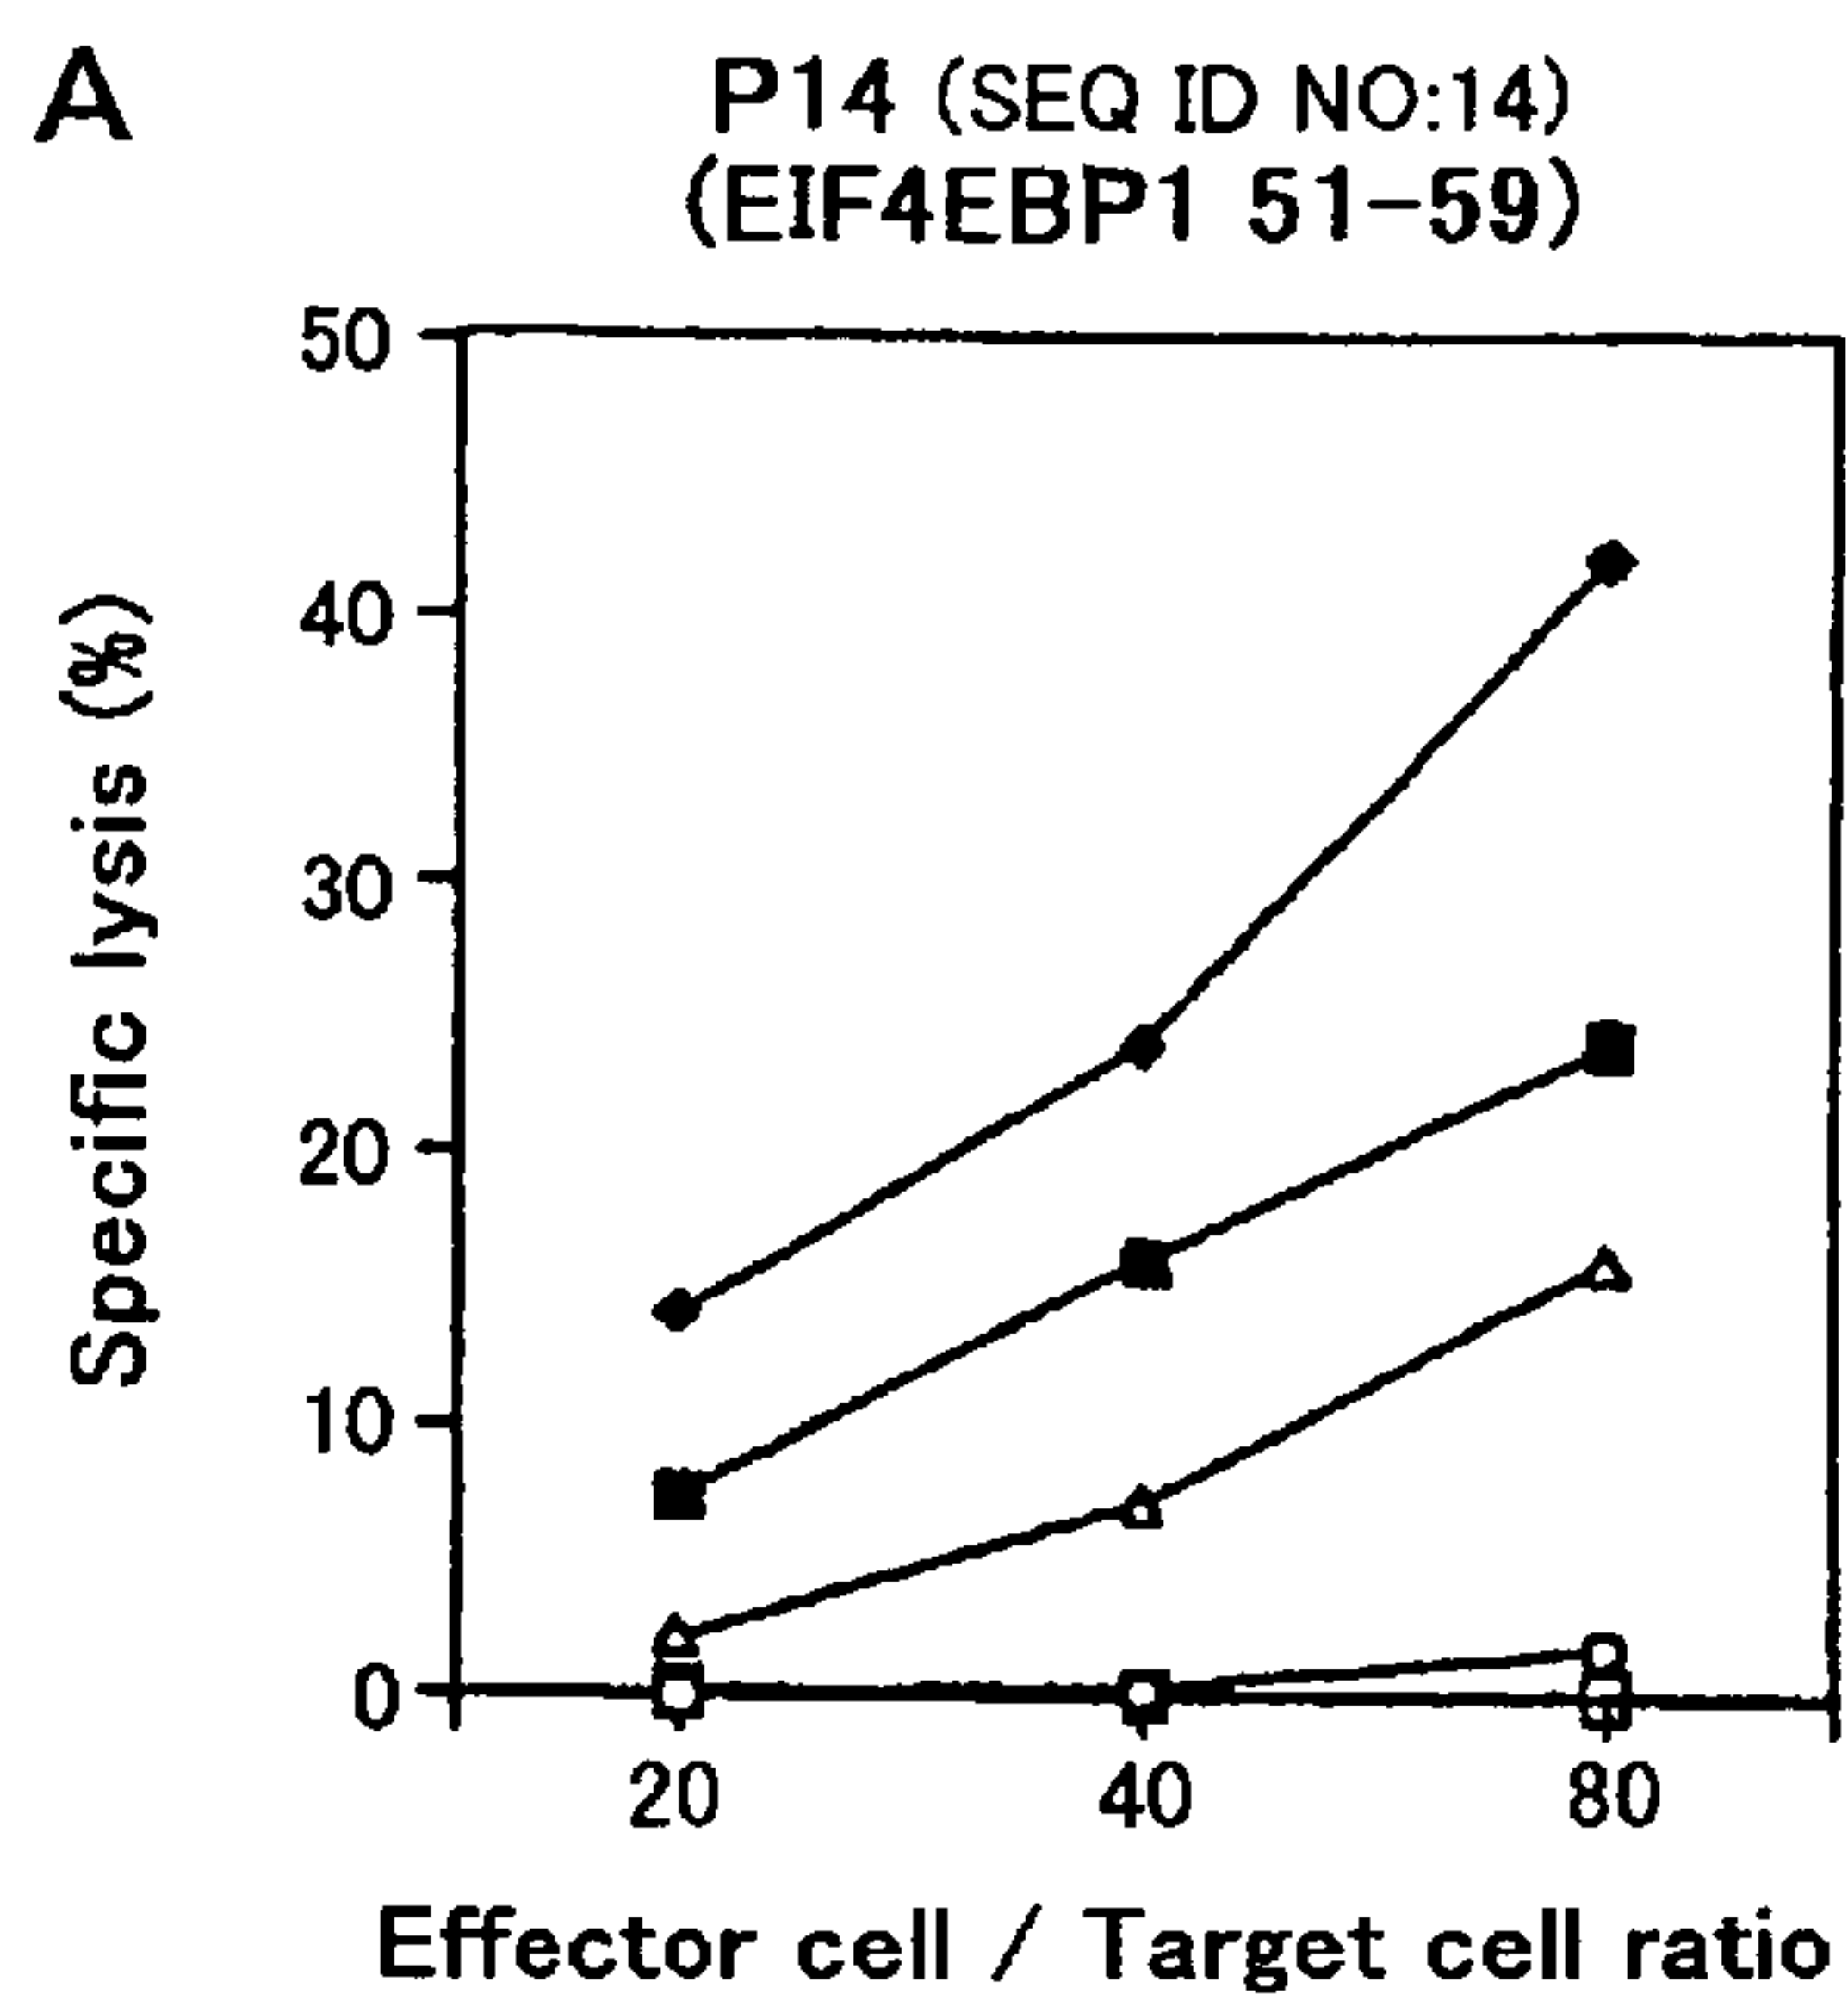 A
P14 (SEQ ID NO:14)
(EIF4EBP1 51-59)
50
40
30
20
10
0
Specific lysis (%)
20 40 80
Effector cell / Target cell ratio